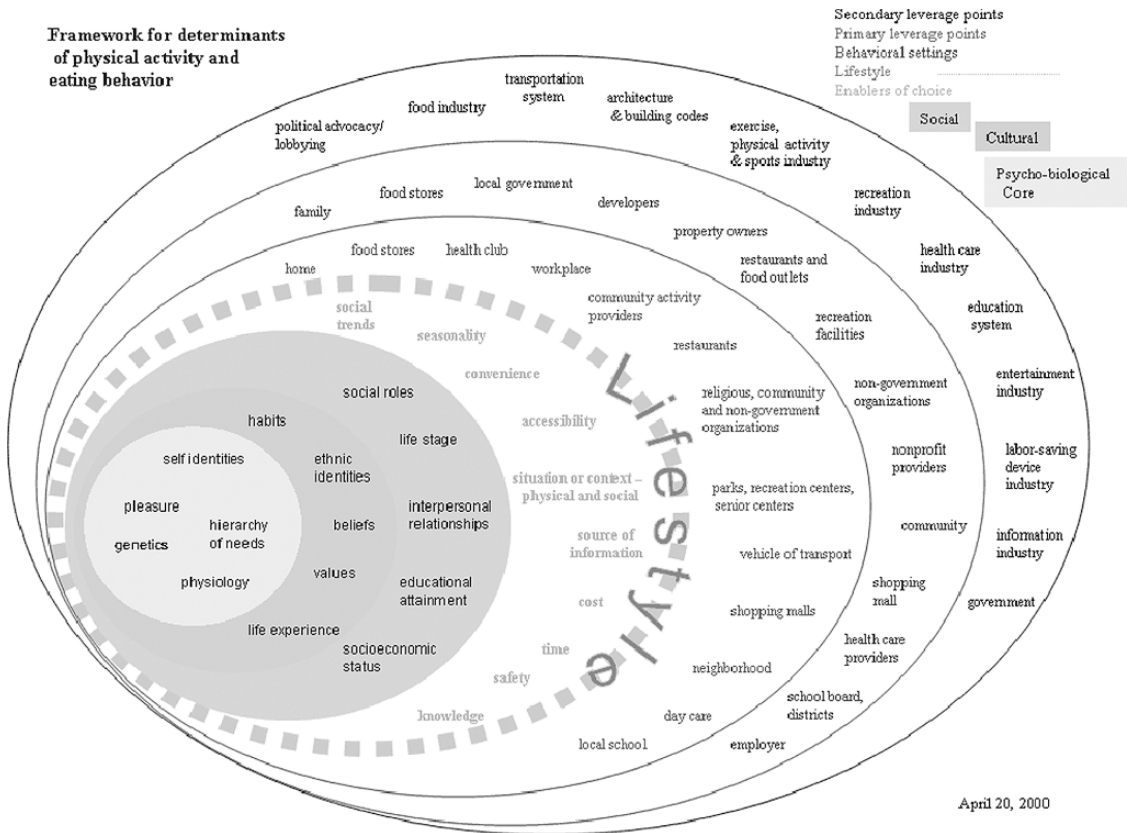 Framework for determinants
of physical activity and
eating behavior
Secondary leverage points
Primary leverage points
Behavioral settings
Lifestyle
Enablers of choice
Social
Cultural
Psycho-biological
Core
transportation
system
food industry
architecture
& building codes
political advocacy/
lobbying
exercise,
physical activity
& sports industry
recreation
industry
health care
industry
education
system
entertainment
industry
labor-saving
device
industry
information
industry
government
family
food stores
local government
developers
property owners
restaurants and
food outlets
recreation
facilities
non-government
organizations
nonprofit
providers
community
shopping
mall
health care
providers
school board,
districts
employer
home
food stores
health club
workplace
community activity
providers
restaurants
religious, community
and non-government
organizations
parks, recreation centers,
senior centers
vehicle of transport
shopping malls
neighborhood
day care
local school
Lifestyle
social
trends
seasonality
convenience
accessibility
situation or context –
physical and social
source of
information
cost
time
safety
knowledge
social roles
life stage
interpersonal
relationships
educational
attainment
socioeconomic
status
habits
ethnic
identities
beliefs
values
life experience
self identities
pleasure
hierarchy
of needs
genetics
physiology
April 20, 2000